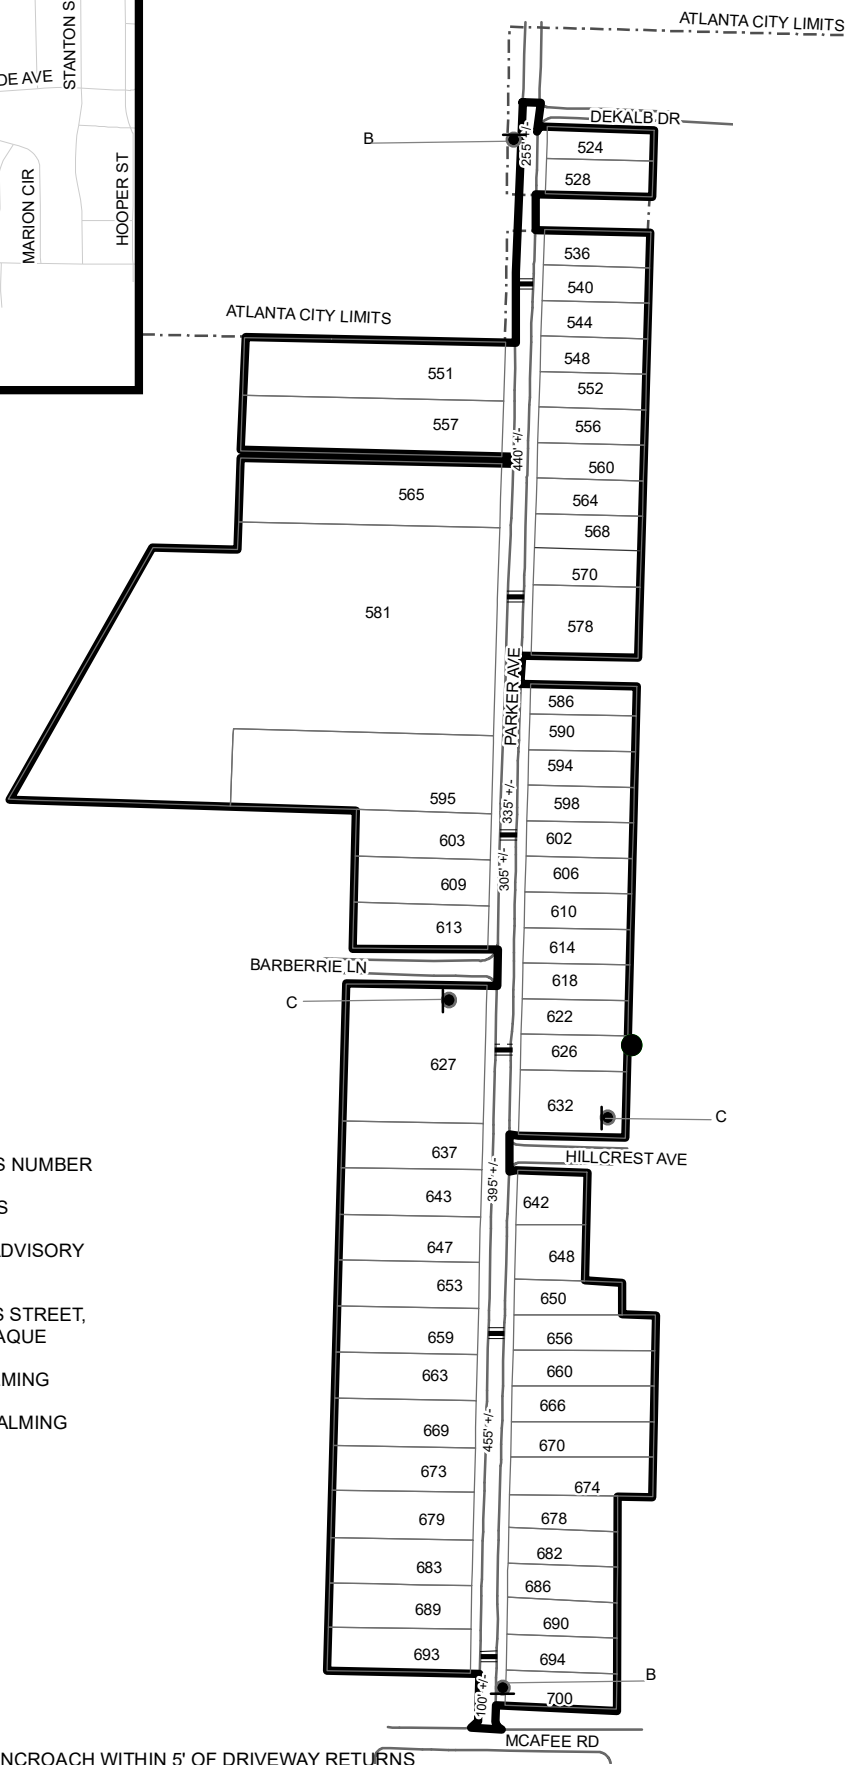 ATLANTA CITY LIMITS
STANTON S
DE AVE
DEKALB DR
B
255' +/-
524
528
MARION CIR
HOOPER ST
536
540
ATLANTA CITY LIMITS
544
548
551
552
557
556
440' +/-
560
565
564
568
570
581
578
PARKER AVE
586
590
594
595
335' +/-
598
603
602
305' +/-
609
606
613
610
614
BARBERRIE LN
618
C
622
627
626
632
C
637
HILLCREST AVE
S NUMBER
395' +/-
643
642
S
647
648
DVISORY
653
650
S STREET,
AQUE
659
656
663
660
MING
666
ALMING
669
455' +/-
670
673
674
679
678
682
683
686
689
690
693
694
B
100' +/-
700
MCAFEE RD
NCROACH WITHIN 5' OF DRIVEWAY RETURNS